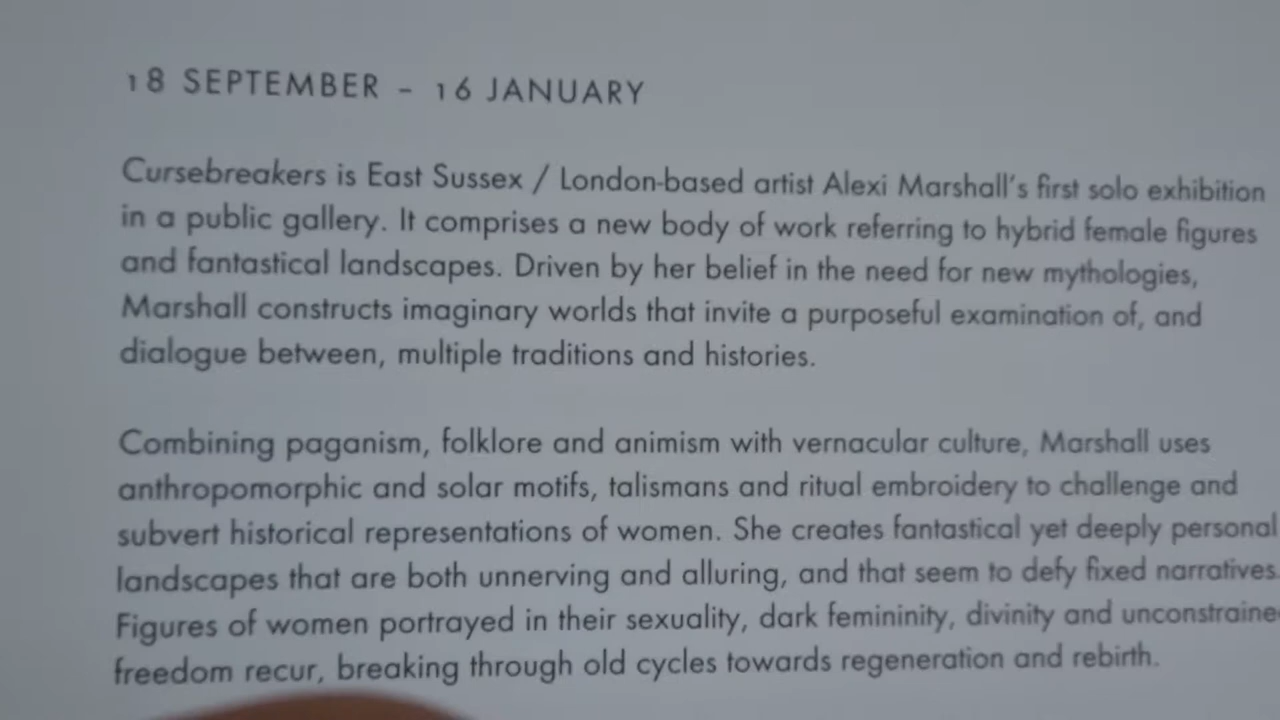 18 SEPTEMBER – 16 JANUARY
Cursebreakers is East Sussex / London-based artist Alexi Marshall's first solo exhibition
in a public gallery. It comprises a new body of work referring to hybrid female figures
and fantastical landscapes. Driven by her belief in the need for new mythologies,
Marshall constructs imaginary worlds that invite a purposeful examination of, and
dialogue between, multiple traditions and histories.
Combining paganism, folklore and animism with vernacular culture, Marshall uses
anthropomorphic and solar motifs, talismans and ritual embroidery to challenge and
subvert historical representations of women. She creates fantastical yet deeply personal
landscapes that are both unnerving and alluring, and that seem to defy fixed narratives.
Figures of women portrayed in their sexuality, dark femininity, divinity and unconstraine
freedom recur, breaking through old cycles towards regeneration and rebirth.